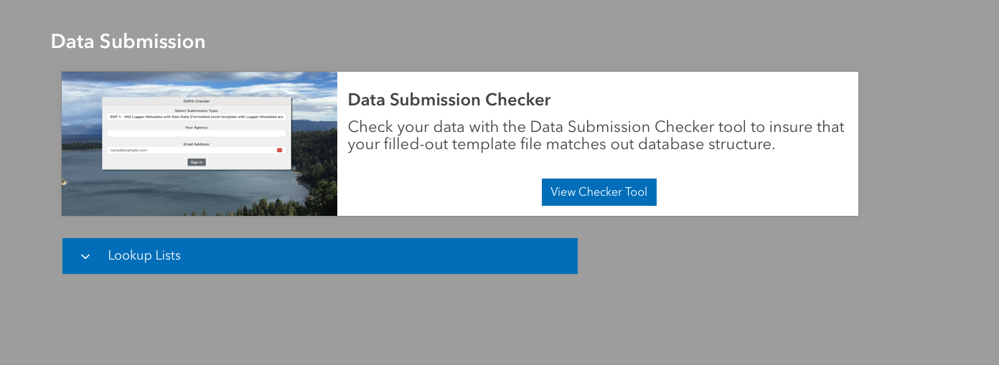 Data Submission
EMPA Checker
Select Submission Type:
SOP 1 - WQ Logger Metadata with Raw Data (Formatted excel template with Logger Metadata and
Your Agency:
Email Address:
name@example.com
Sign in
Data Submission Checker
Check your data with the Data Submission Checker tool to insure that
your filled-out template file matches out database structure.
View Checker Tool
Lookup Lists